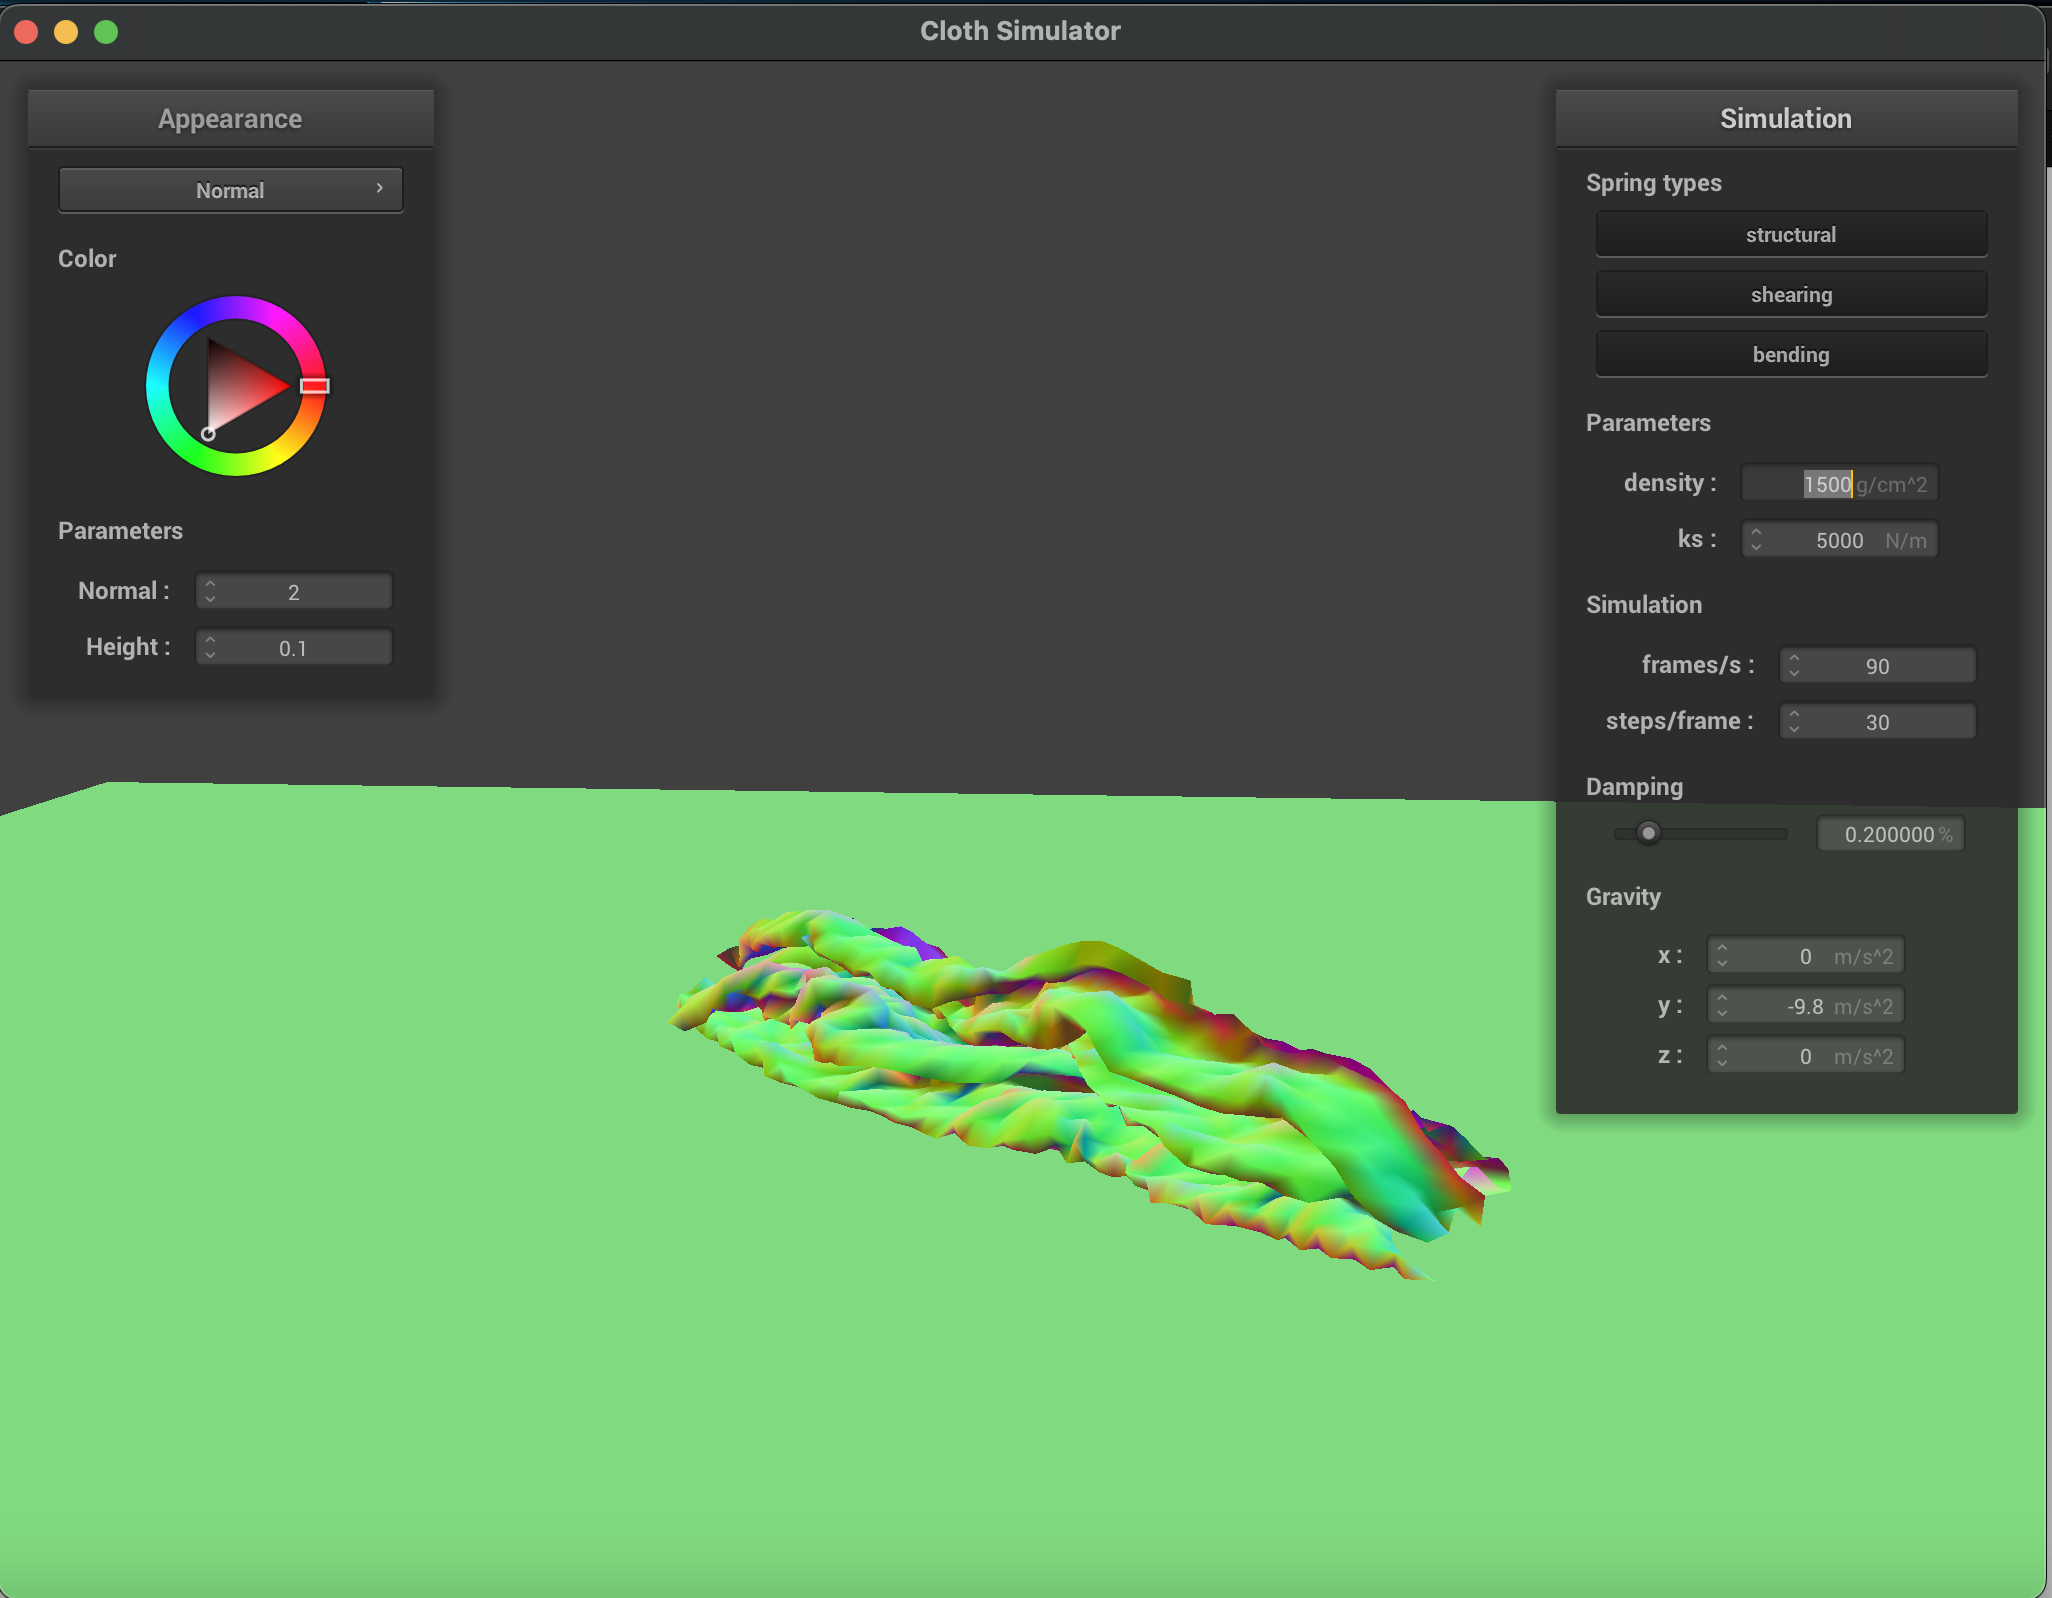 Cloth Simulator
Appearance
Normal
Color
Parameters
Normal : 2
Height : 0.1
Simulation
Spring types
structural
shearing
bending
Parameters
density : 1500 g/cm^2
ks : 5000 N/m
Simulation
frames/s : 90
steps/frame : 30
Damping
0.200000 %
Gravity
x : 0 m/s^2
y : -9.8 m/s^2
z : 0 m/s^2